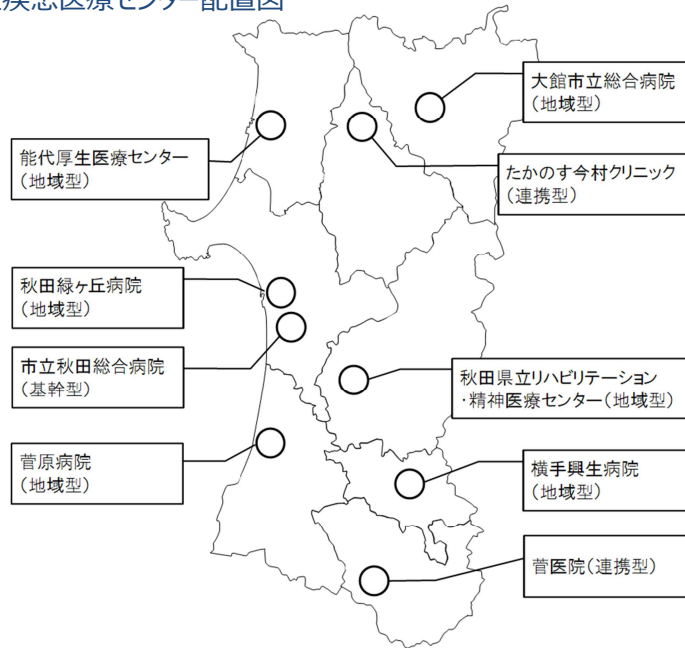 疾患医療センター配置図
大館市立総合病院
(地域型)
能代厚生医療センター
(地域型)
たかのす今村クリニック
(連携型)
秋田緑ヶ丘病院
(地域型)
市立秋田総合病院
(基幹型)
秋田県立リハビリテーション
・精神医療センター(地域型)
菅原病院
(地域型)
横手興生病院
(地域型)
菅医院(連携型)